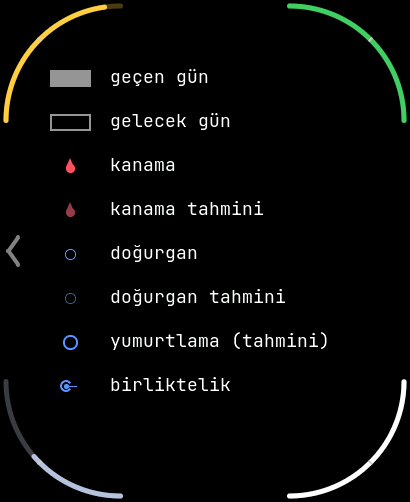 geçen gün
gelecek gün
kanama
kanama tahmini
doğurgan
doğurgan tahmini
yumurtlama (tahmini)
birliktelik